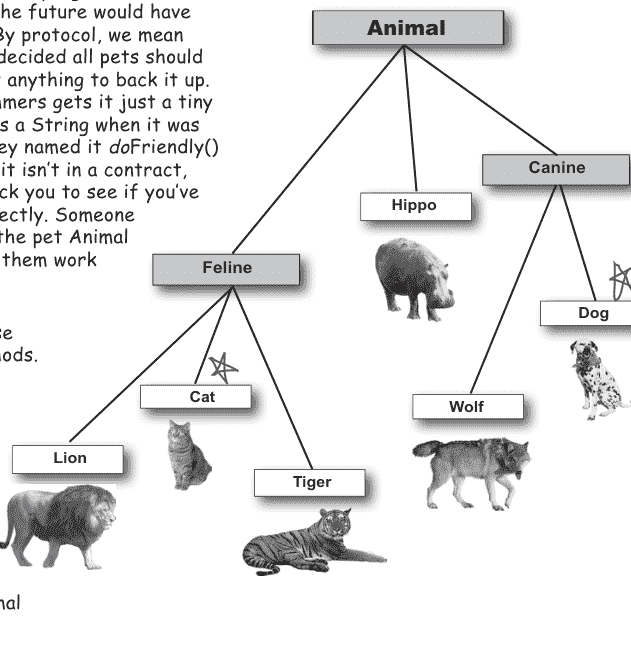 he future would have
By protocol, we mean
decided all pets should
anything to back it up.
mmers gets it just a tiny
s a String when it was
ey named it doFriendly()
it isn't in a contract,
ck you to see if you've
ectly. Someone
the pet Animal
them work
se
ods.
nal
Animal
Canine
Hippo
Feline
Dog
Cat
Wolf
Lion
Tiger